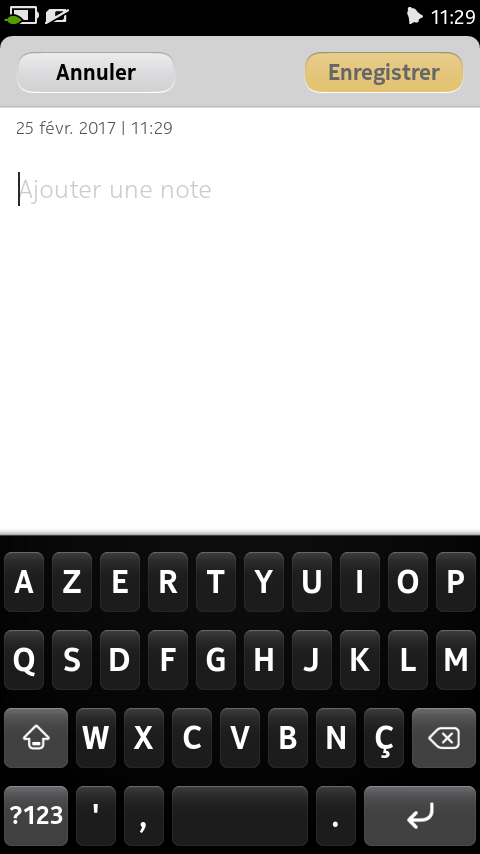 11:29
Annuler Enregistrer
25 févr. 2017 | 11:29
Ajouter une note
A Z E R T Y U I O P
Q S D F G H J K L M
W X C V B N Ç
?123 ' , .